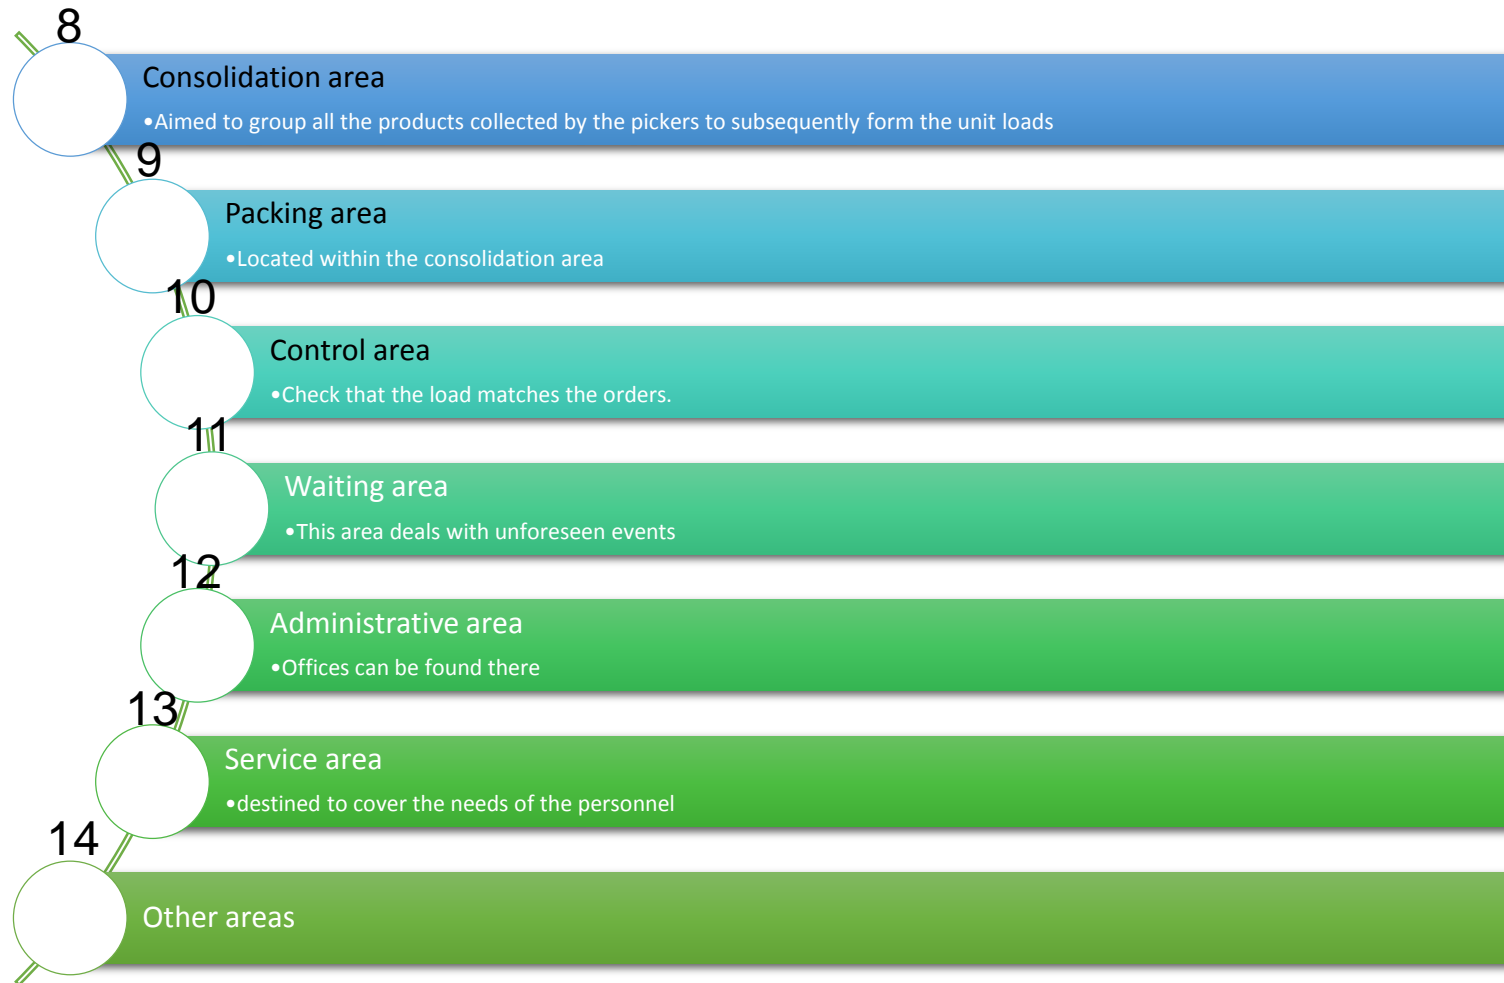 8
Consolidation area
•Aimed to group all the products collected by the pickers to subsequently form the unit loads
9
Packing area
•Located within the consolidation area
10
Control area
•Check that the load matches the orders.
11
Waiting area
•This area deals with unforeseen events
12
Administrative area
•Offices can be found there
13
Service area
•destined to cover the needs of the personnel
14
Other areas